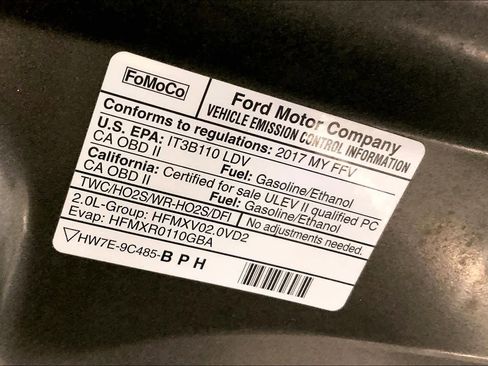 FoMoCo
Ford Motor Company
VEHICLE EMISSION CONTROL INFORMATION
Conforms to regulations: 2017 MY FFV
U.S. EPA: IT3B110 LDV
CA OBD II Fuel: Gasoline/Ethanol
California: Certified for sale ULEV II qualified PC
CA OBD II Fuel: Gasoline/Ethanol
TWC/HO2S/WR-HO2S/DFI No adjustments needed.
2.0L-Group: HFMXV02.0VD2
Evap: HFMXR0110GBA
HW7E-9C485-BPH